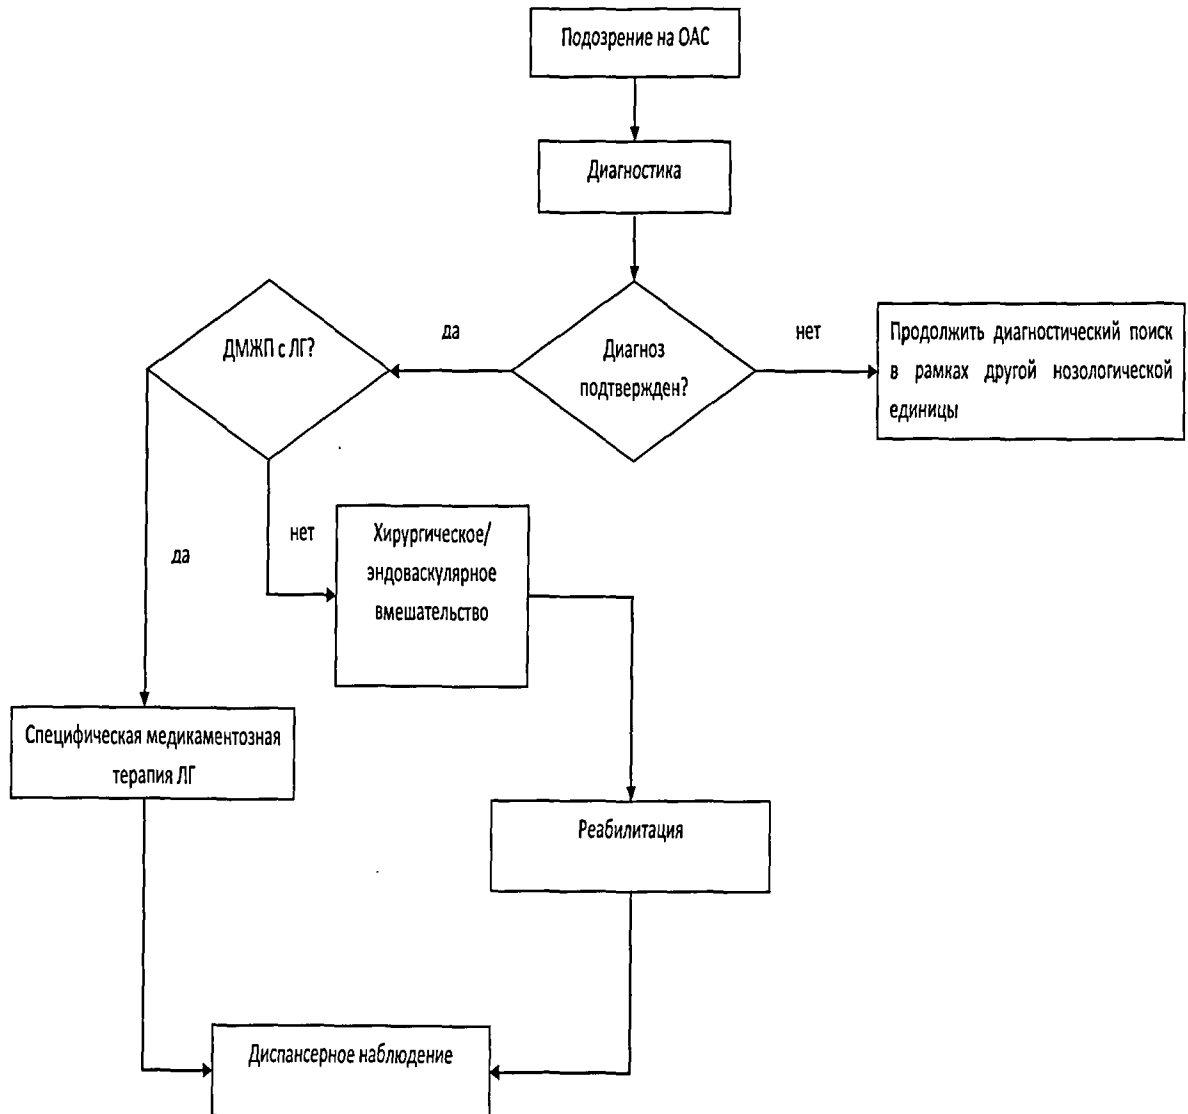 Подозрение на ОАС
Диагностика
Диагноз
подтвержден?
да
нет
Продолжить диагностический поиск
в рамках другой нозологической
единицы
ДМЖП с ЛГ?
да
нет
Хирургическое/
эндоваскулярное
вмешательство
Специфическая медикаментозная
терапия ЛГ
Реабилитация
Диспансерное наблюдение